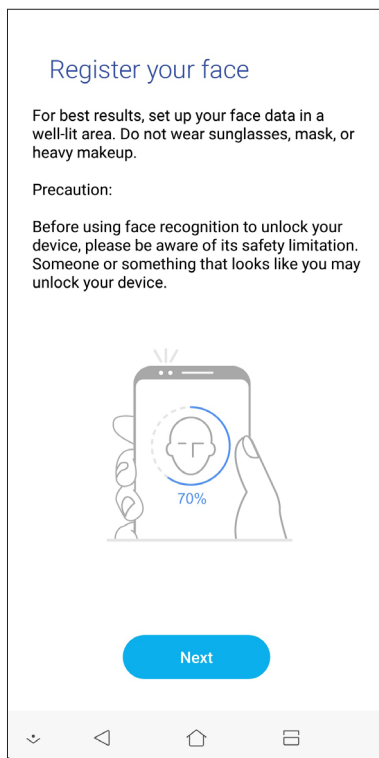 Register your face
For best results, set up your face data in a
well-lit area. Do not wear sunglasses, mask, or
heavy makeup.
Precaution:
Before using face recognition to unlock your
device, please be aware of its safety limitation.
Someone or something that looks like you may
unlock your device.
70%
Next